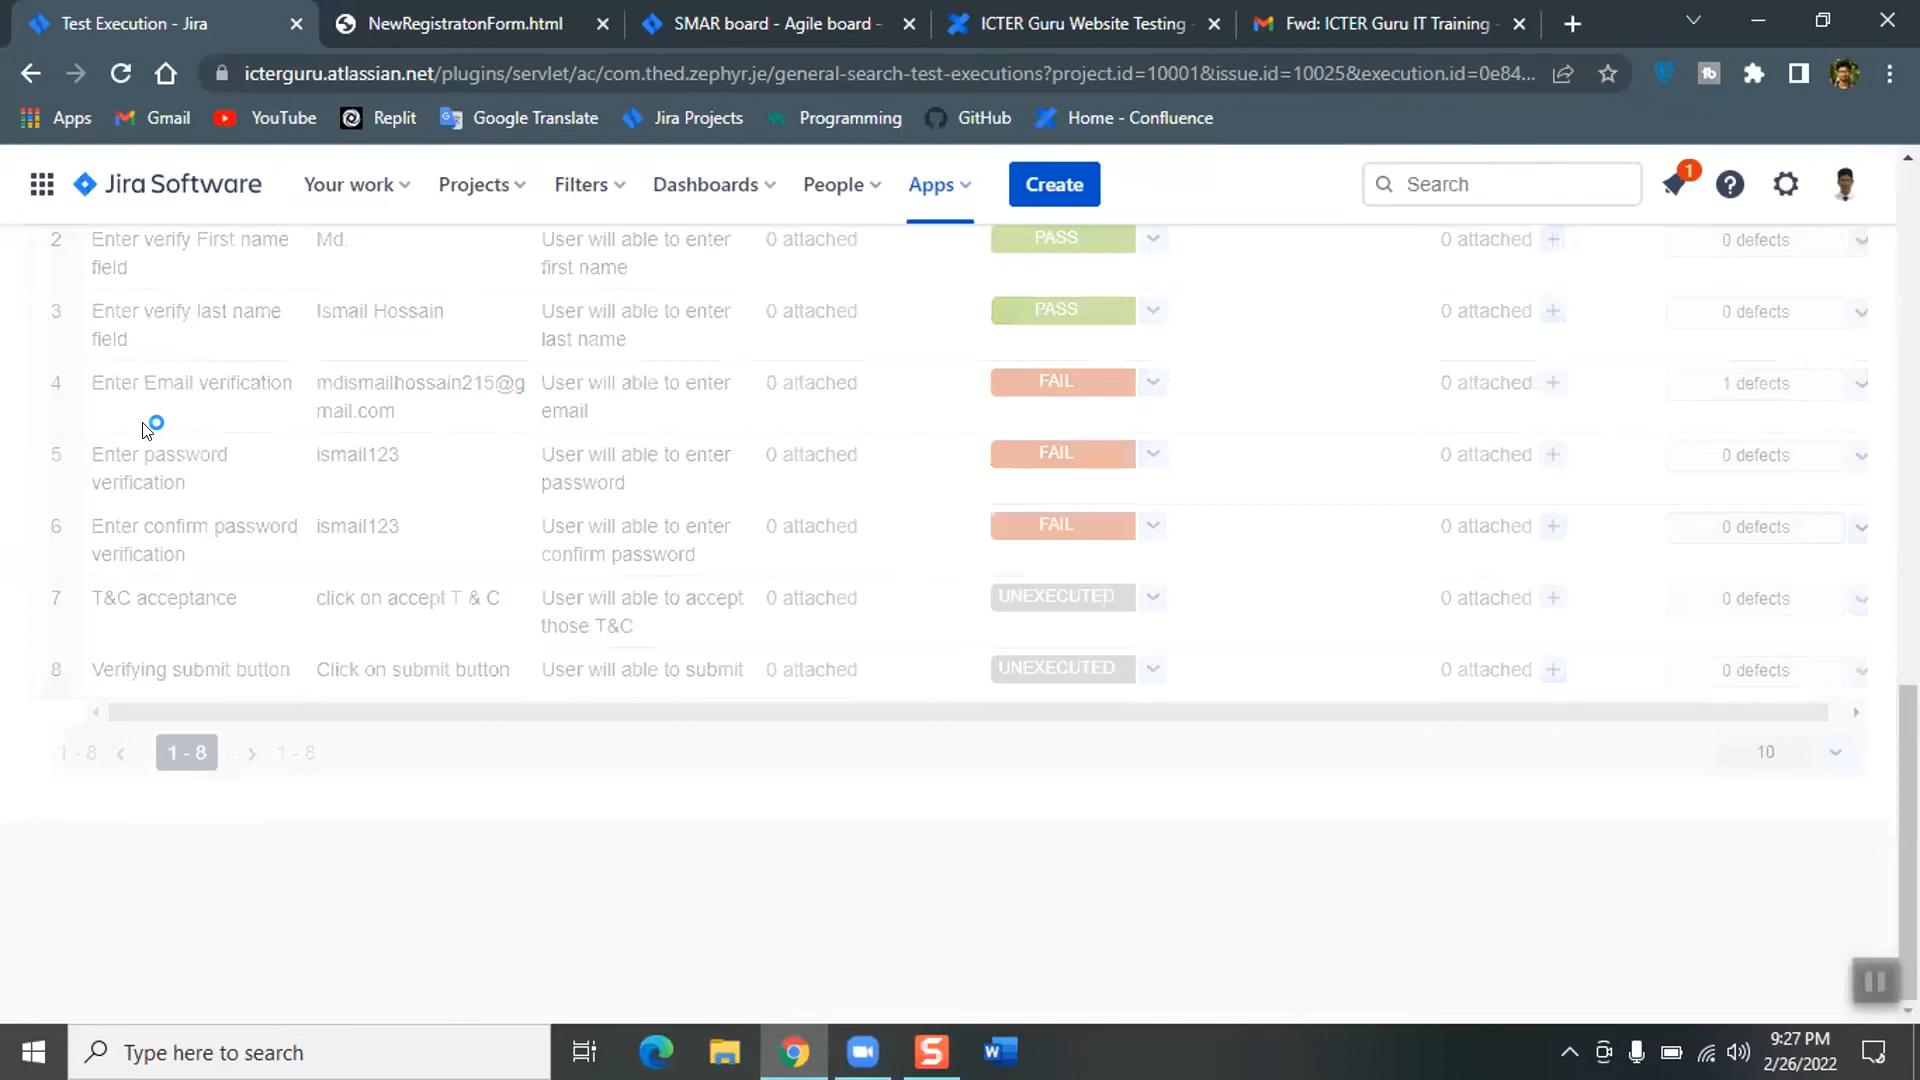 Test Execution - Jira
NewRegistratonForm.html
SMAR board - Agile board -
ICTER Guru Website Testing
Fwd: ICTER Guru IT Training -
icterguru.atlassian.net/plugins/servlet/ac/com.thed.zephyr.je/general-search-test-executions?project.id=10001&issue.id=10025&execution.id=0e84...
Apps
Gmail
YouTube
Replit
Google Translate
Jira Projects
Programming
GitHub
Home - Confluence
Jira Software
Your work
Projects
Filters
Dashboards
People
Apps
Create
Search
1
2 Enter verify First name Md. User will able to enter 0 attached PASS 0 attached + 0 defects
field first name
3 Enter verify last name Ismail Hossain User will able to enter 0 attached PASS 0 attached + 0 defects
field last name
4 Enter Email verification mdismailhossain215@g User will able to enter 0 attached FAIL 0 attached + 1 defects
mail.com email
5 Enter password ismail123 User will able to enter 0 attached FAIL 0 attached + 0 defects
verification password
6 Enter confirm password ismail123 User will able to enter 0 attached FAIL 0 attached + 0 defects
verification confirm password
7 T&C acceptance click on accept T & C User will able to accept 0 attached UNEXECUTED 0 attached + 0 defects
those T&C
8 Verifying submit button Click on submit button User will able to submit 0 attached UNEXECUTED 0 attached + 0 defects
1 - 8 1 - 8 1 - 8 10
Type here to search
9:27 PM
2/26/2022